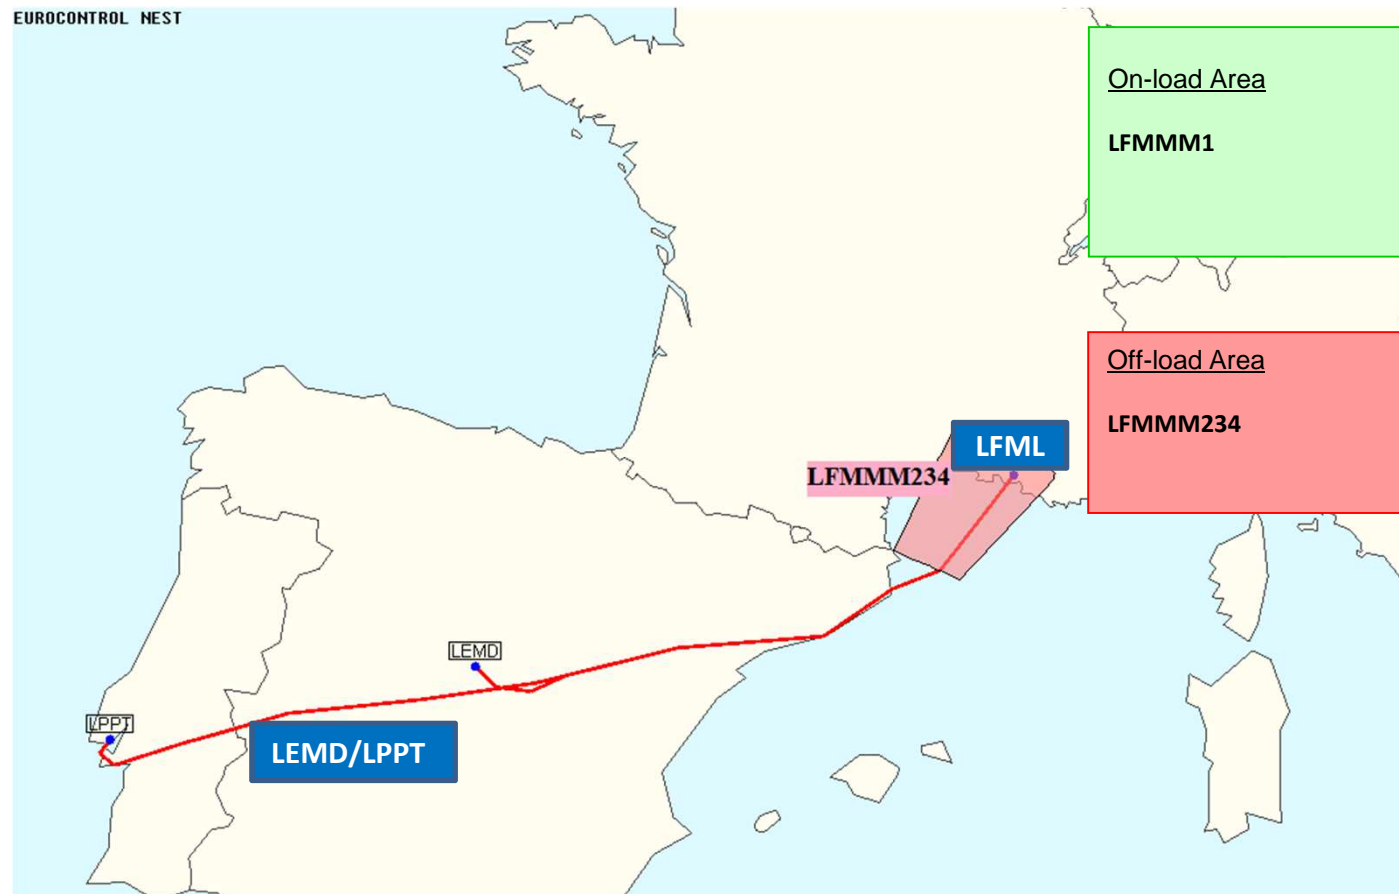 EUROCONTROL NEST
On-load Area
LFMMM1
Off-load Area
LFMMM234
LFML
LFMMM234
LEMD
LPPT
LEMD/LPPT